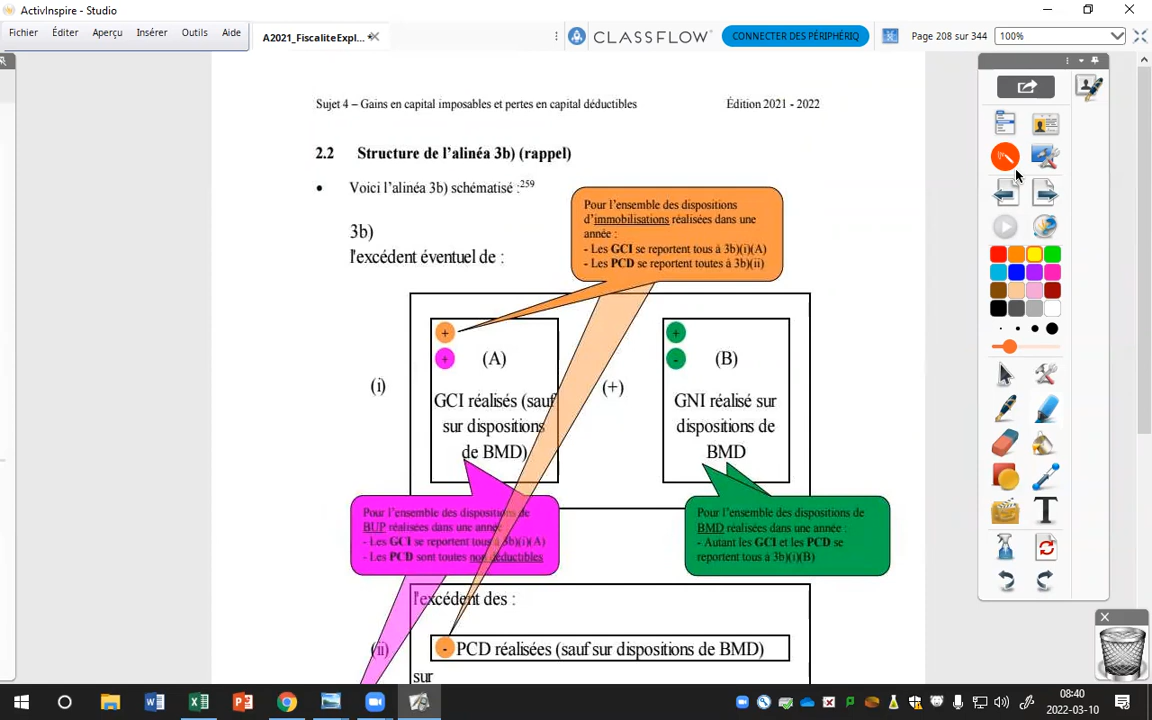 ActivInspire - Studio
Fichier Éditer Aperçu Insérer Outils Aide
A2021_FiscaliteExpl...
CLASSFLOW
CONNECTER DES PÉRIPHÉRIQ
Page 208 sur 344
100%
Sujet 4 – Gains en capital imposables et pertes en capital déductibles
Édition 2021 - 2022
2.2 Structure de l'alinéa 3b) (rappel)
• Voici l'alinéa 3b) schématisé :259
Pour l'ensemble des dispositions
d'immobilisations réalisées dans une
année :
- Les GCI se reportent tous à 3b)(i)(A)
- Les PCD se reportent toutes à 3b)(ii)
3b)
l'excédent éventuel de :
+
+
(A)
(i)
GCI réalisés (sauf
sur dispositions
de BMD)
(+)
+
-
(B)
GNI réalisé sur
dispositions de
BMD
Pour l'ensemble des dispositions de
BUP réalisées dans une année
- Les GCI se reportent tous à 3b)(i)(A)
- Les PCD sont toutes non déductibles
Pour l'ensemble des dispositions de
BMD réalisées dans une année :
- Autant les GCI et les PCD se
reportent tous à 3b)(i)(B)
l'excédent des :
(ii)
- PCD réalisées (sauf sur dispositions de BMD)
sur
T
08:40
2022-03-10